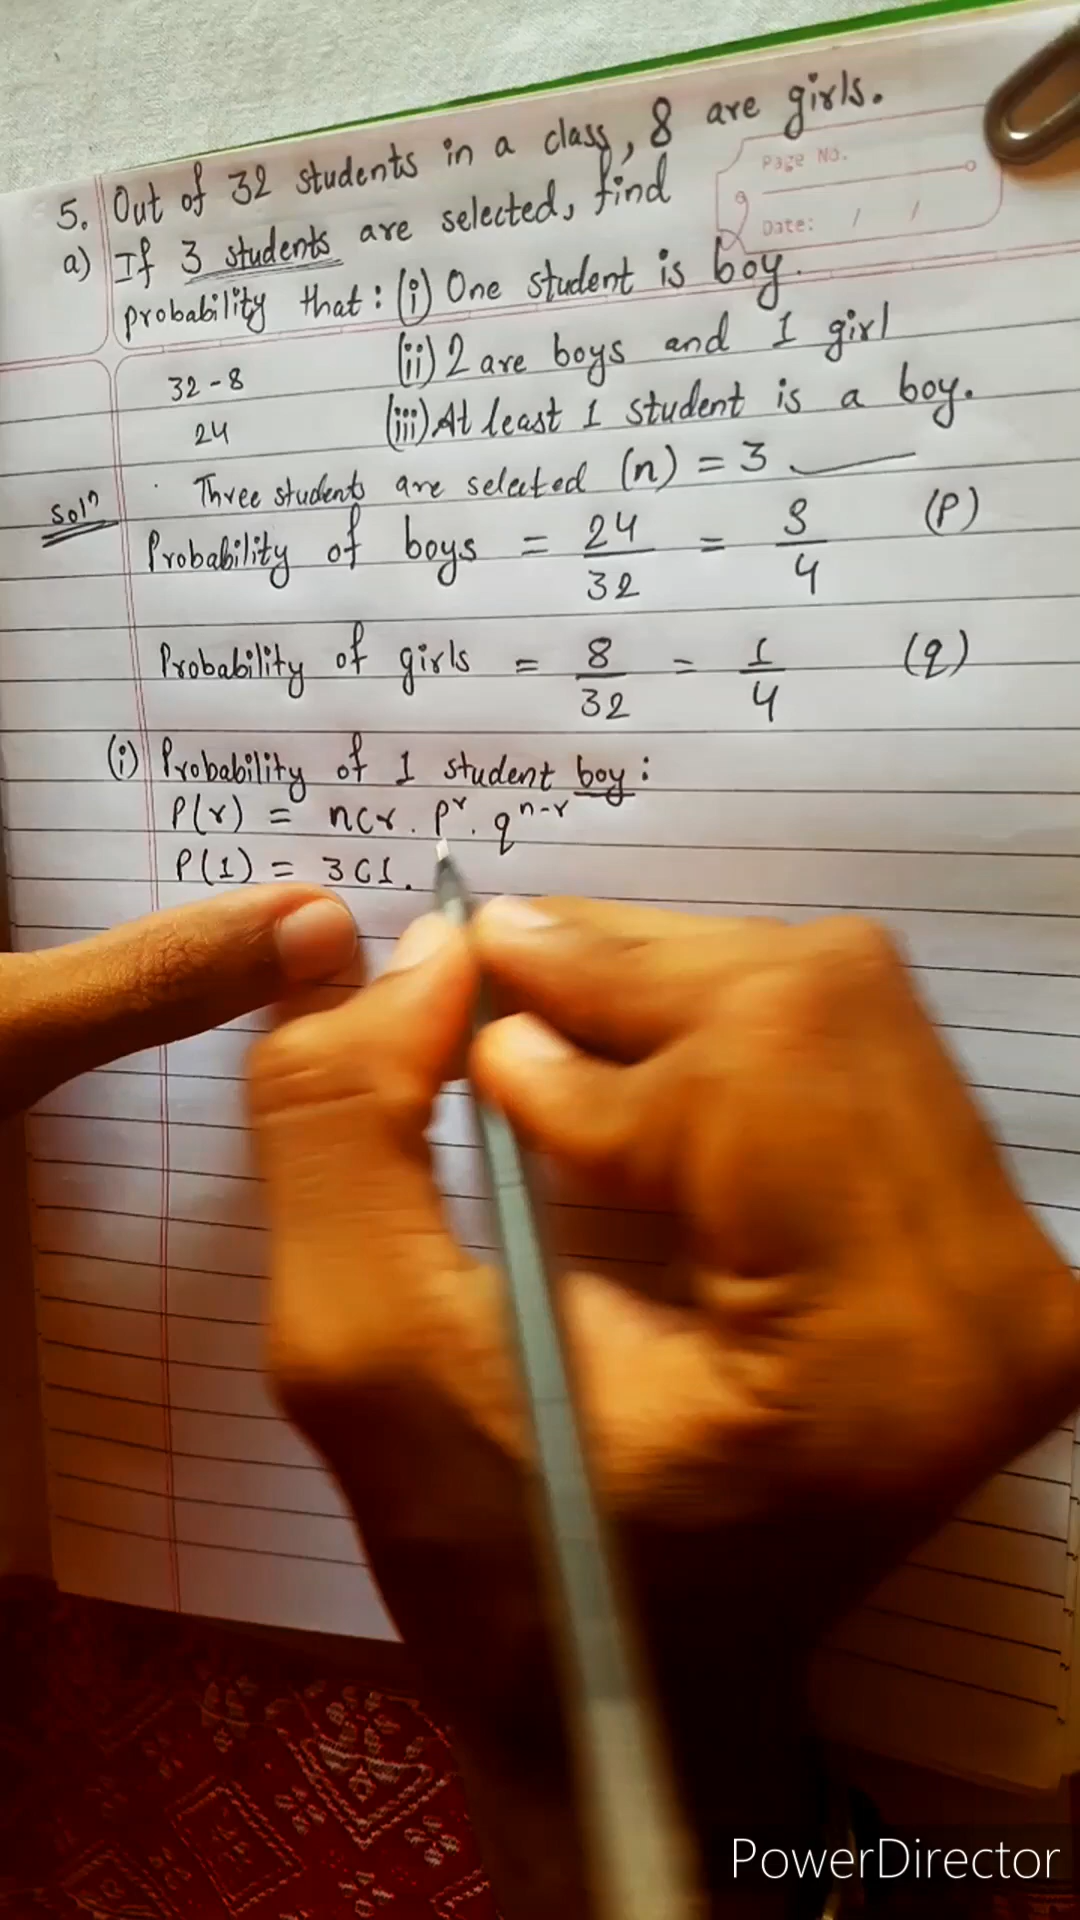 Page No.
Date: / /
5. Out of 32 students in a class, 8 are girls.
a) If 3 students are selected, find
probability that: (i) One student is boy.
(ii) 2 are boys and 1 girl
(iii) At least 1 student is a boy.
32-8
24
Solⁿ
Three students are selected (n) = 3
Probability of boys = 24/32 = 3/4 (P)
Probability of girls = 8/32 = 1/4 (q)
(i) Probability of 1 student boy:
P(r) = ncr . pʳ . qⁿ⁻ʳ
P(1) = 3C1.
PowerDirector